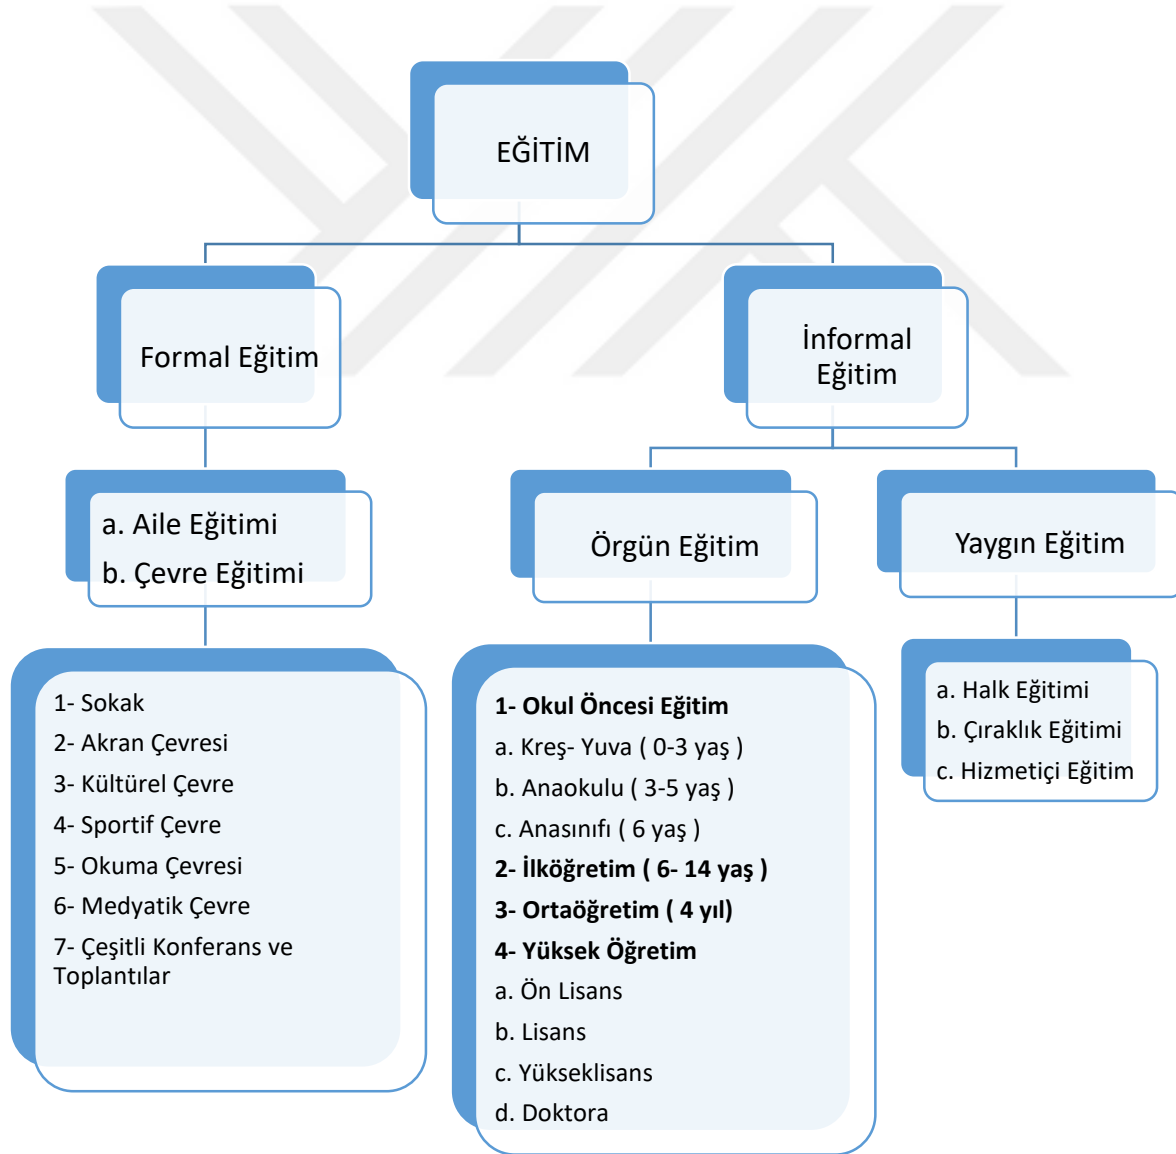 EĞİTİM
Formal Eğitim
İnformal
Eğitim
a. Aile Eğitimi
b. Çevre Eğitimi
Örgün Eğitim
Yaygın Eğitim
1- Sokak
2- Akran Çevresi
3- Kültürel Çevre
4- Sportif Çevre
5- Okuma Çevresi
6- Medyatik Çevre
7- Çeşitli Konferans ve
Toplantılar
1- Okul Öncesi Eğitim
a. Kreş- Yuva ( 0-3 yaş )
b. Anaokulu ( 3-5 yaş )
c. Anasınıfı ( 6 yaş )
2- İlköğretim ( 6- 14 yaş )
3- Ortaöğretim ( 4 yıl)
4- Yüksek Öğretim
a. Ön Lisans
b. Lisans
c. Yükseklisans
d. Doktora
a. Halk Eğitimi
b. Çıraklık Eğitimi
c. Hizmetiçi Eğitim